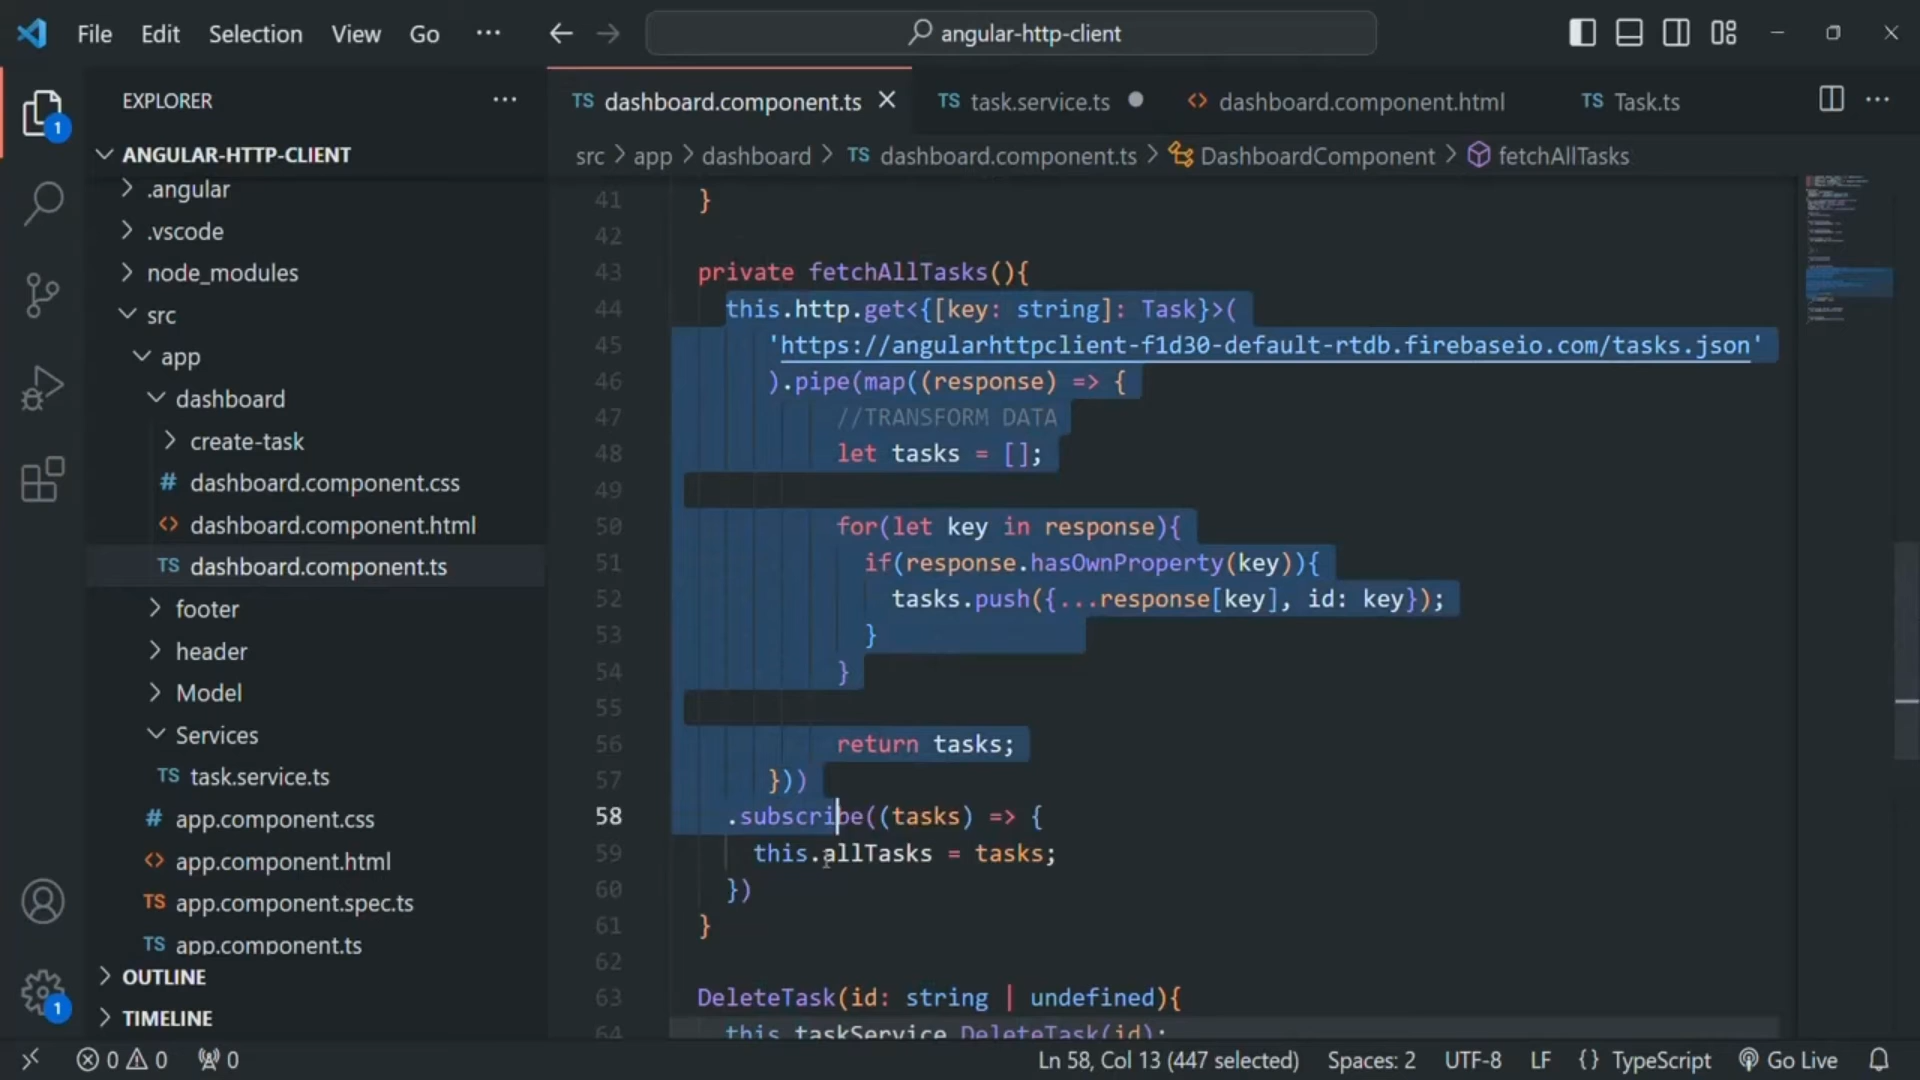 File Edit Selection View Go ··· angular-http-client
EXPLORER ···
TS dashboard.component.ts TS task.service.ts <> dashboard.component.html TS Task.ts ···
src > app > dashboard > TS dashboard.component.ts > DashboardComponent > fetchAllTasks
1
ANGULAR-HTTP-CLIENT
.angular
.vscode
node_modules
src
app
dashboard
create-task
# dashboard.component.css
<> dashboard.component.html
TS dashboard.component.ts
footer
header
Model
Services
TS task.service.ts
# app.component.css
<> app.component.html
TS app.component.spec.ts
TS app.component.ts
OUTLINE
TIMELINE
1
41 }
42
43 private fetchAllTasks(){
44 this.http.get<{[key: string]: Task}>(
45 'https://angularhttpclient-f1d30-default-rtdb.firebaseio.com/tasks.json'
46 ).pipe(map((response) => {
47 //TRANSFORM DATA
48 let tasks = [];
49
50 for(let key in response){
51 if(response.hasOwnProperty(key)){
52 tasks.push({...response[key], id: key});
53 }
54 }
55
56 return tasks;
57 }))
58 .subscribe((tasks) => {
59 this.allTasks = tasks;
60 })
61 }
62
63 DeleteTask(id: string | undefined){
64 this.taskService.DeleteTask(id);
0 0 0 Ln 58, Col 13 (447 selected) Spaces: 2 UTF-8 LF {} TypeScript Go Live